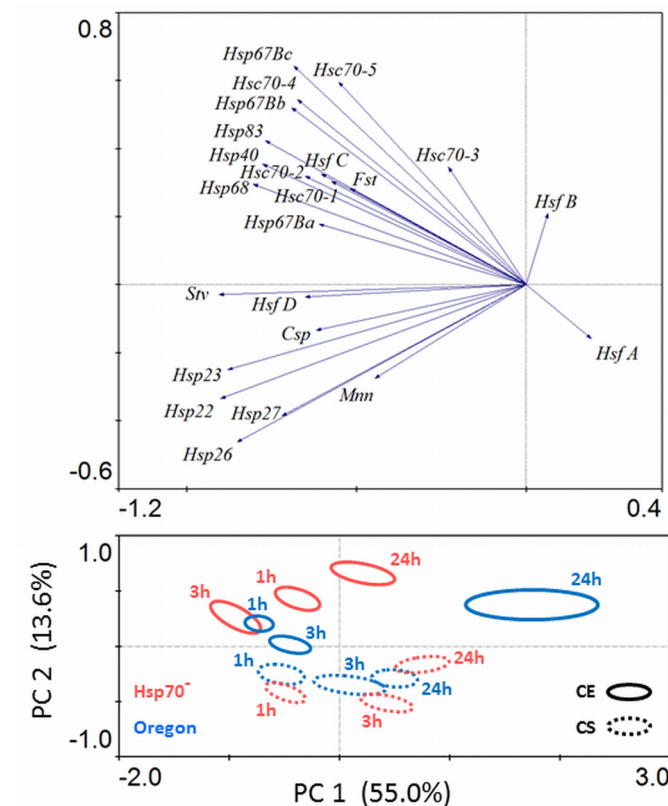 0.8
Hsp67Bc
Hsc70-5
Hsc70-4
Hsp67Bb
Hsp83
Hsp40
Hsf C
Hsc70-3
Hsc70-2
Fst
Hsp68
Hsc70-1
Hsf B
Hsp67Ba
Stv
Hsf D
Csp
Hsf A
Hsp23
Mnn
Hsp22
Hsp27
Hsp26
-0.6
-1.2
0.4
1.0
24h
1h
24h
3h
1h
3h
1h
3h
24h
24h
Hsp70-
1h
3h
CE
Oregon
CS
-1.0
-2.0
3.0
PC 1 (55.0%)
PC 2 (13.6%)